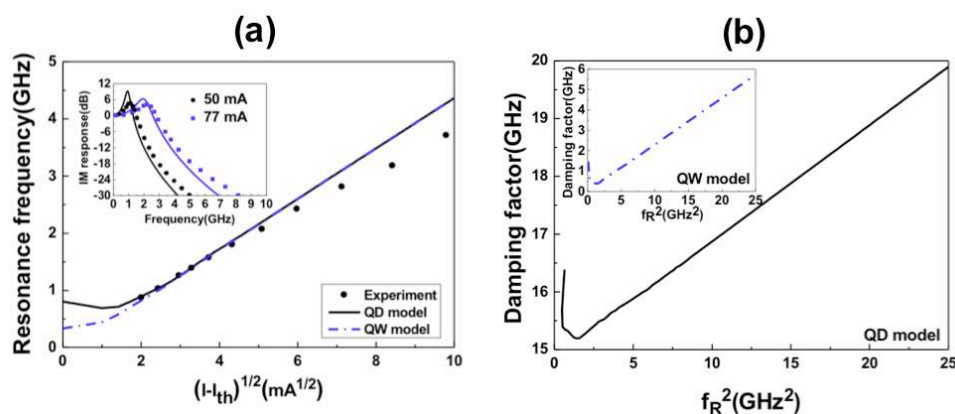 (a)
Resonance frequency(GHz)
5
4
3
2
1
0
0 2 4 6 8 10
(I-Ith)1/2(mA1/2)
Experiment
QD model
QW model
IM response(dB)
12
6
0
-6
-12
-18
-24
-30
0 1 2 3 4 5 6 7 8 9 10
Frequency(GHz)
50 mA
77 mA
(b)
Damping factor(GHz)
20
19
18
17
16
15
0 5 10 15 20 25
fR2(GHz2)
QD model
Damping factor(GHz)
6
5
4
3
2
1
0
0 5 10 15 20 25
fR2(GHz2)
QW model